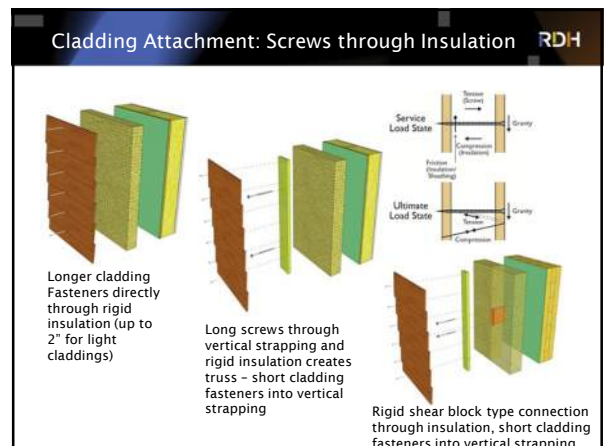 Cladding Attachment: Screws through Insulation
RDH
Longer cladding
Fasteners directly
through rigid
insulation (up to
2" for light
claddings)
Long screws through
vertical strapping and
rigid insulation creates
truss – short cladding
fasteners into vertical
strapping
Service
Load State
Tension
(Screw)
Gravity
Compression
(Insulation)
Friction
(Insulation/
Sheathing)
Ultimate
Load State
Gravity
Tension
Compression
Rigid shear block type connection
through insulation, short cladding
fasteners into vertical strapping